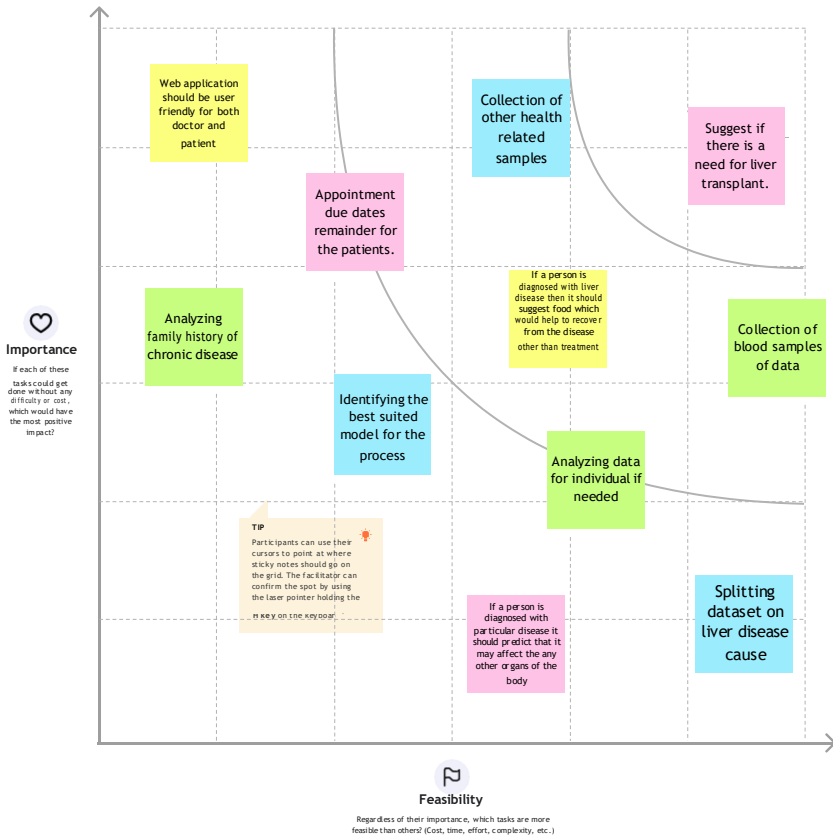 Web application
should be user
friendly for both
doctor and
patient
Collection of
other health
related
samples
Suggest if
there is a
need for liver
transplant.
Appointment
due dates
remainder for
the patients.
If a person is
diagnosed with liver
disease then it should
suggest food which
would help to recover
from the disease
other than treatment
Analyzing
family history of
chronic disease
Collection of
blood samples
of data
Importance
If each of these
tasks could get
done without any
difficulty or cost,
which would have
the most positive
impact?
Identifying the
best suited
model for the
process
Analyzing data
for individual if
needed
TIP
Participants can use their
cursors to point at where
sticky notes should go on
the grid. The facilitator can
confirm the spot by using
the laser pointer holding the
H key on the
If a person is
diagnosed with
particular disease it
should predict that it
may affect the any
other organs of the
body
Splitting
dataset on
liver disease
cause
Feasibility
Regardless of their importance, which tasks are more
feasible than others? (Cost, time, effort, complexity, etc.)